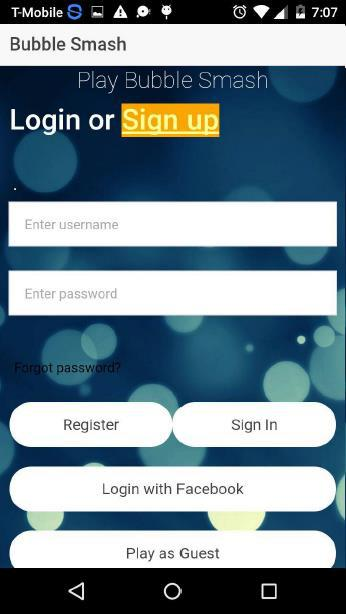 T-Mobile 7:07
Bubble Smash
Play Bubble Smash
Login or Sign up
.
Enter username
Enter password
Forgot password?
Register Sign In
Login with Facebook
Play as Guest